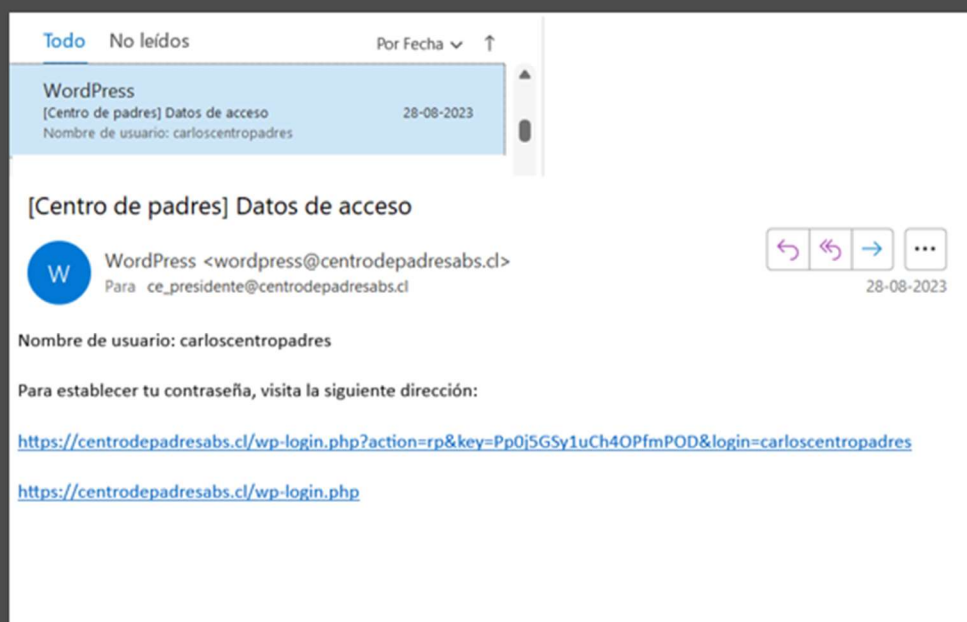 Todo No leídos Por Fecha
WordPress
[Centro de padres] Datos de acceso 28-08-2023
Nombre de usuario: carloscentropadres
[Centro de padres] Datos de acceso
W
WordPress <wordpress@centrodepadresabs.cl>
Para ce_presidente@centrodepadresabs.cl
28-08-2023
Nombre de usuario: carloscentropadres
Para establecer tu contraseña, visita la siguiente dirección:
https://centrodepadresabs.cl/wp-login.php?action=rp&key=Pp0j5GSy1uCh4OPfmPOD&login=carloscentropadres
https://centrodepadresabs.cl/wp-login.php